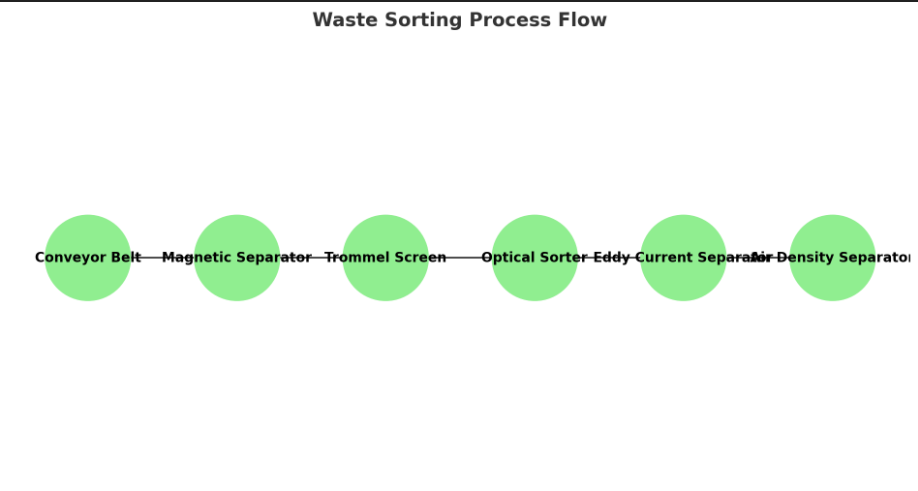 Waste Sorting Process Flow
Conveyor Belt
Magnetic Separator
Trommel Screen
Optical Sorter
Eddy Current Separator
Air Density Separator